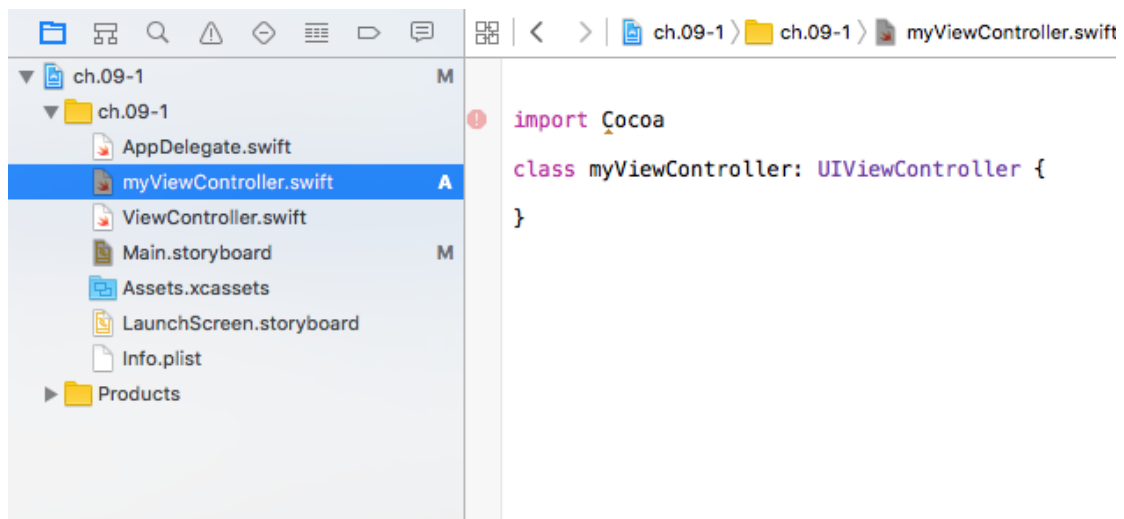 ch.09-1 ch.09-1 myViewController.swift
ch.09-1 M
ch.09-1
AppDelegate.swift
myViewController.swift A
ViewController.swift
Main.storyboard M
Assets.xcassets
LaunchScreen.storyboard
Info.plist
Products
import Cocoa
class myViewController: UIViewController {
}